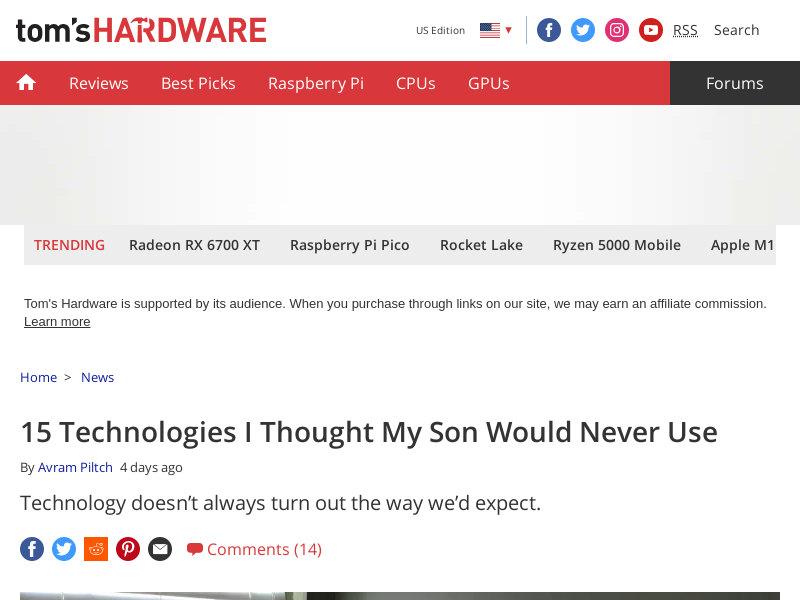 tom's HARDWARE
US Edition
RSS
Search
Reviews
Best Picks
Raspberry Pi
CPUs
GPUs
Forums
TRENDING
Radeon RX 6700 XT
Raspberry Pi Pico
Rocket Lake
Ryzen 5000 Mobile
Apple M1
Tom's Hardware is supported by its audience. When you purchase through links on our site, we may earn an affiliate commission.
Learn more
Home > News
15 Technologies I Thought My Son Would Never Use
By Avram Piltch 4 days ago
Technology doesn’t always turn out the way we’d expect.
Comments (14)